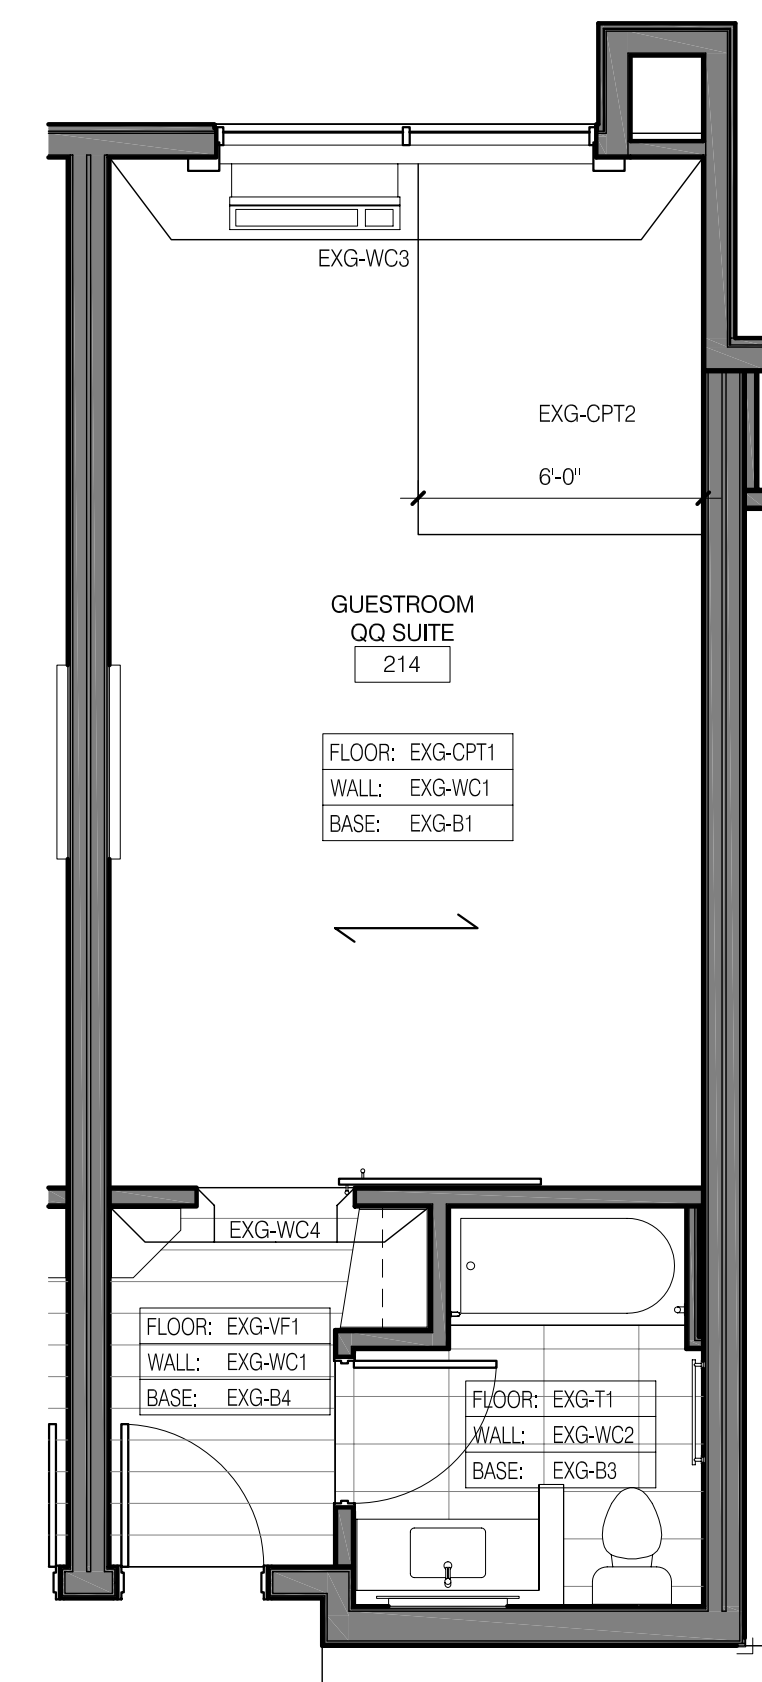 EXG-WC3
EXG-CPT2
6'-0"
GUESTROOM
QQ SUITE
214
FLOOR: EXG-CPT1
WALL: EXG-WC1
BASE: EXG-B1
EXG-WC4
FLOOR: EXG-VF1
WALL: EXG-WC1
BASE: EXG-B4
FLOOR: EXG-T1
WALL: EXG-WC2
BASE: EXG-B3